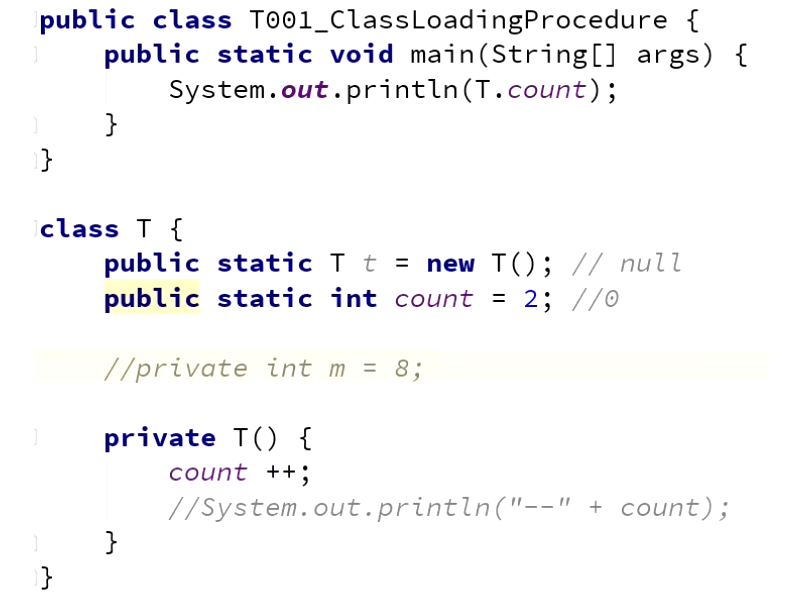 public class T001_ClassLoadingProcedure {
    public static void main(String[] args) {
        System.out.println(T.count);
    }
}

class T {
    public static T t = new T(); // null
    public static int count = 2; //0

    //private int m = 8;

    private T() {
        count ++;
        //System.out.println("--" + count);
    }
}